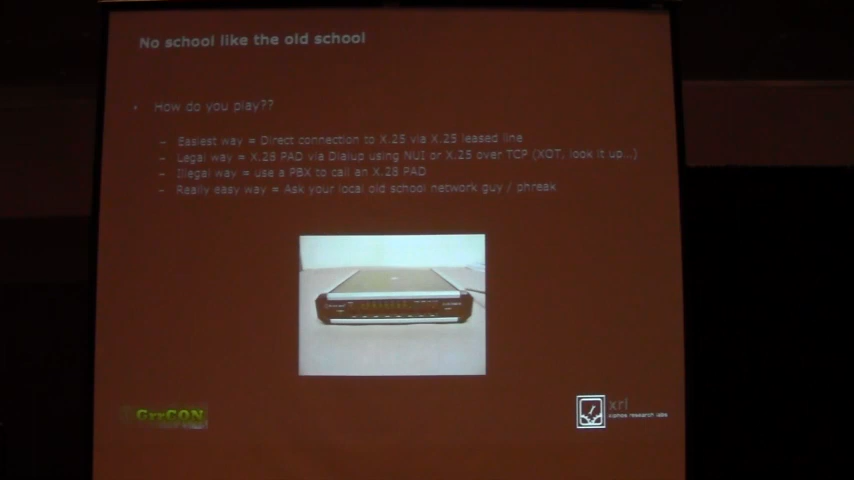 No school like the old school
• How do you play??
– Easiest way = Direct connection to X.25 via X.25 leased line
– Legal way = X.28 PAD via Dialup using NUI or X.25 over TCP (XOT, look it up..)
– Illegal way = use a PBX to call an X.28 PAD
– Really easy way = Ask your local old school network guy / phreak
GrrCON
xrl
research labs